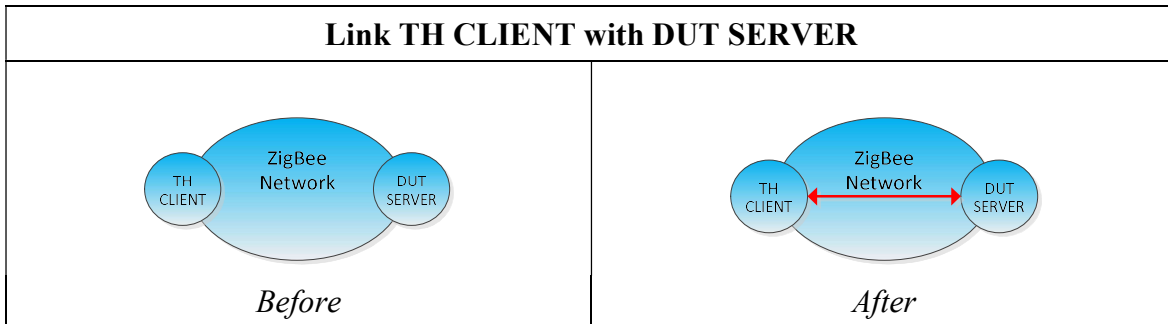 Link TH CLIENT with DUT SERVER
ZigBee
Network
TH
CLIENT
DUT
SERVER
Before
ZigBee
Network
TH
CLIENT
DUT
SERVER
After